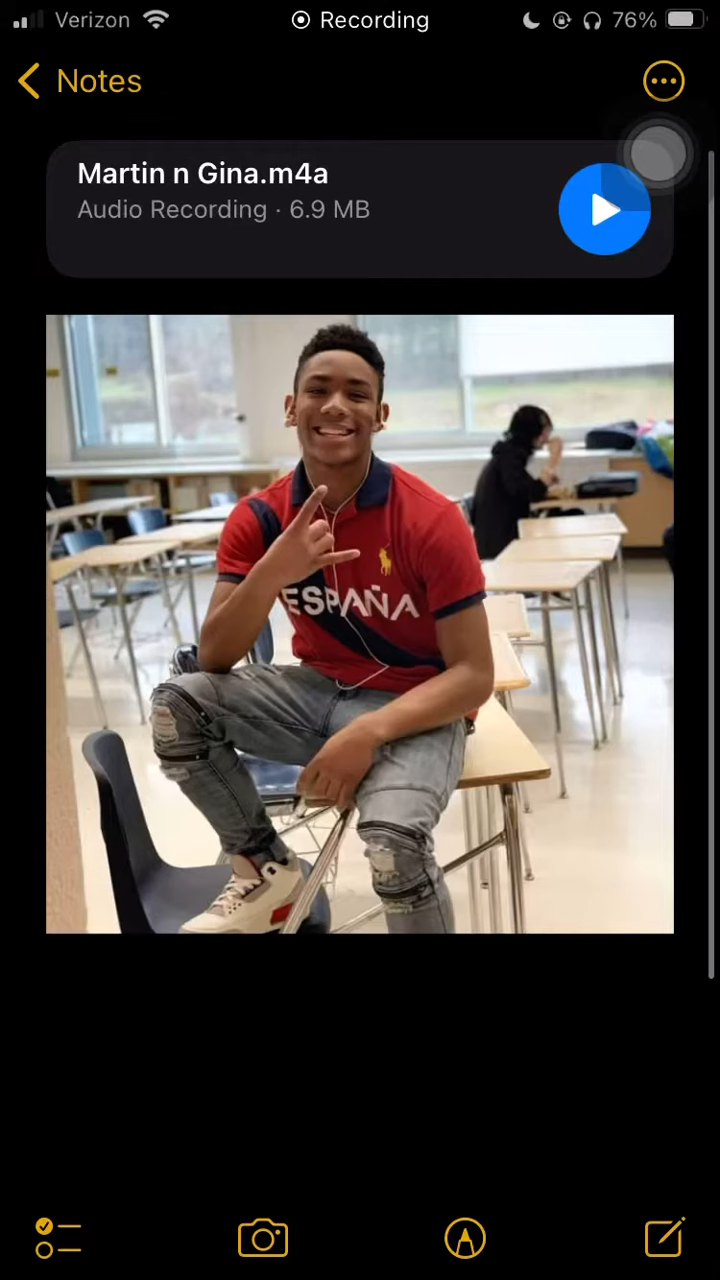 Verizon
Recording
76%
Notes
Martin n Gina.m4a
Audio Recording · 6.9 MB
ESPAÑA